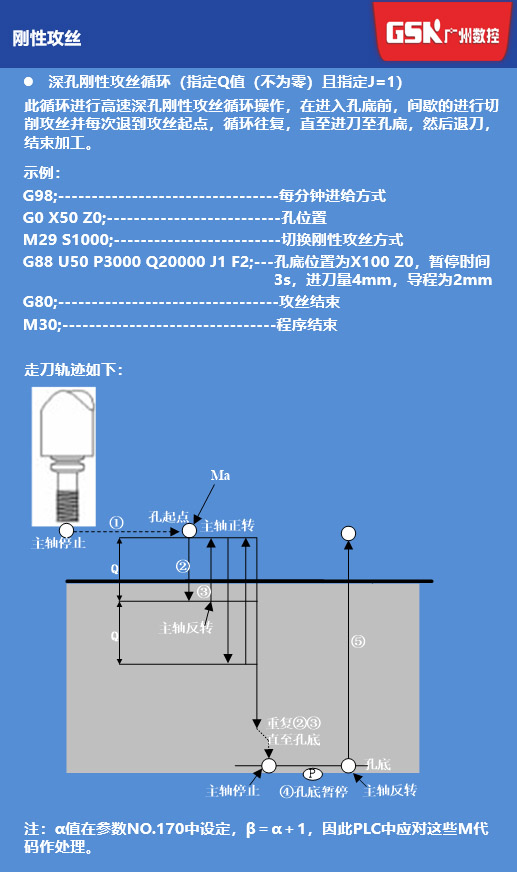 刚性攻丝
GSK广州数控
● 深孔刚性攻丝循环（指定Q值（不为零）且指定J=1）
此循环进行高速深孔刚性攻丝循环操作，在进入孔底前，间歇的进行切
削攻丝并每次退到攻丝起点，循环往复，直至进刀至孔底，然后退刀，
结束加工。
示例：
G98;---------------------------------每分钟进给方式
G0 X50 Z0;--------------------------孔位置
M29 S1000;-------------------------切换刚性攻丝方式
G88 U50 P3000 Q20000 J1 F2;---孔底位置为X100 Z0，暂停时间
3s，进刀量4mm，导程为2mm
G80;---------------------------------攻丝结束
M30;--------------------------------程序结束
走刀轨迹如下：
Ma
① 孔起点 主轴正转
主轴停止
Q ②
③
Q 主轴反转
⑤
重复②③
直至孔底
孔底
P
主轴停止 ④孔底暂停 主轴反转
注：α值在参数NO.170中设定，β＝α＋1，因此PLC中应对这些M代
码作处理。